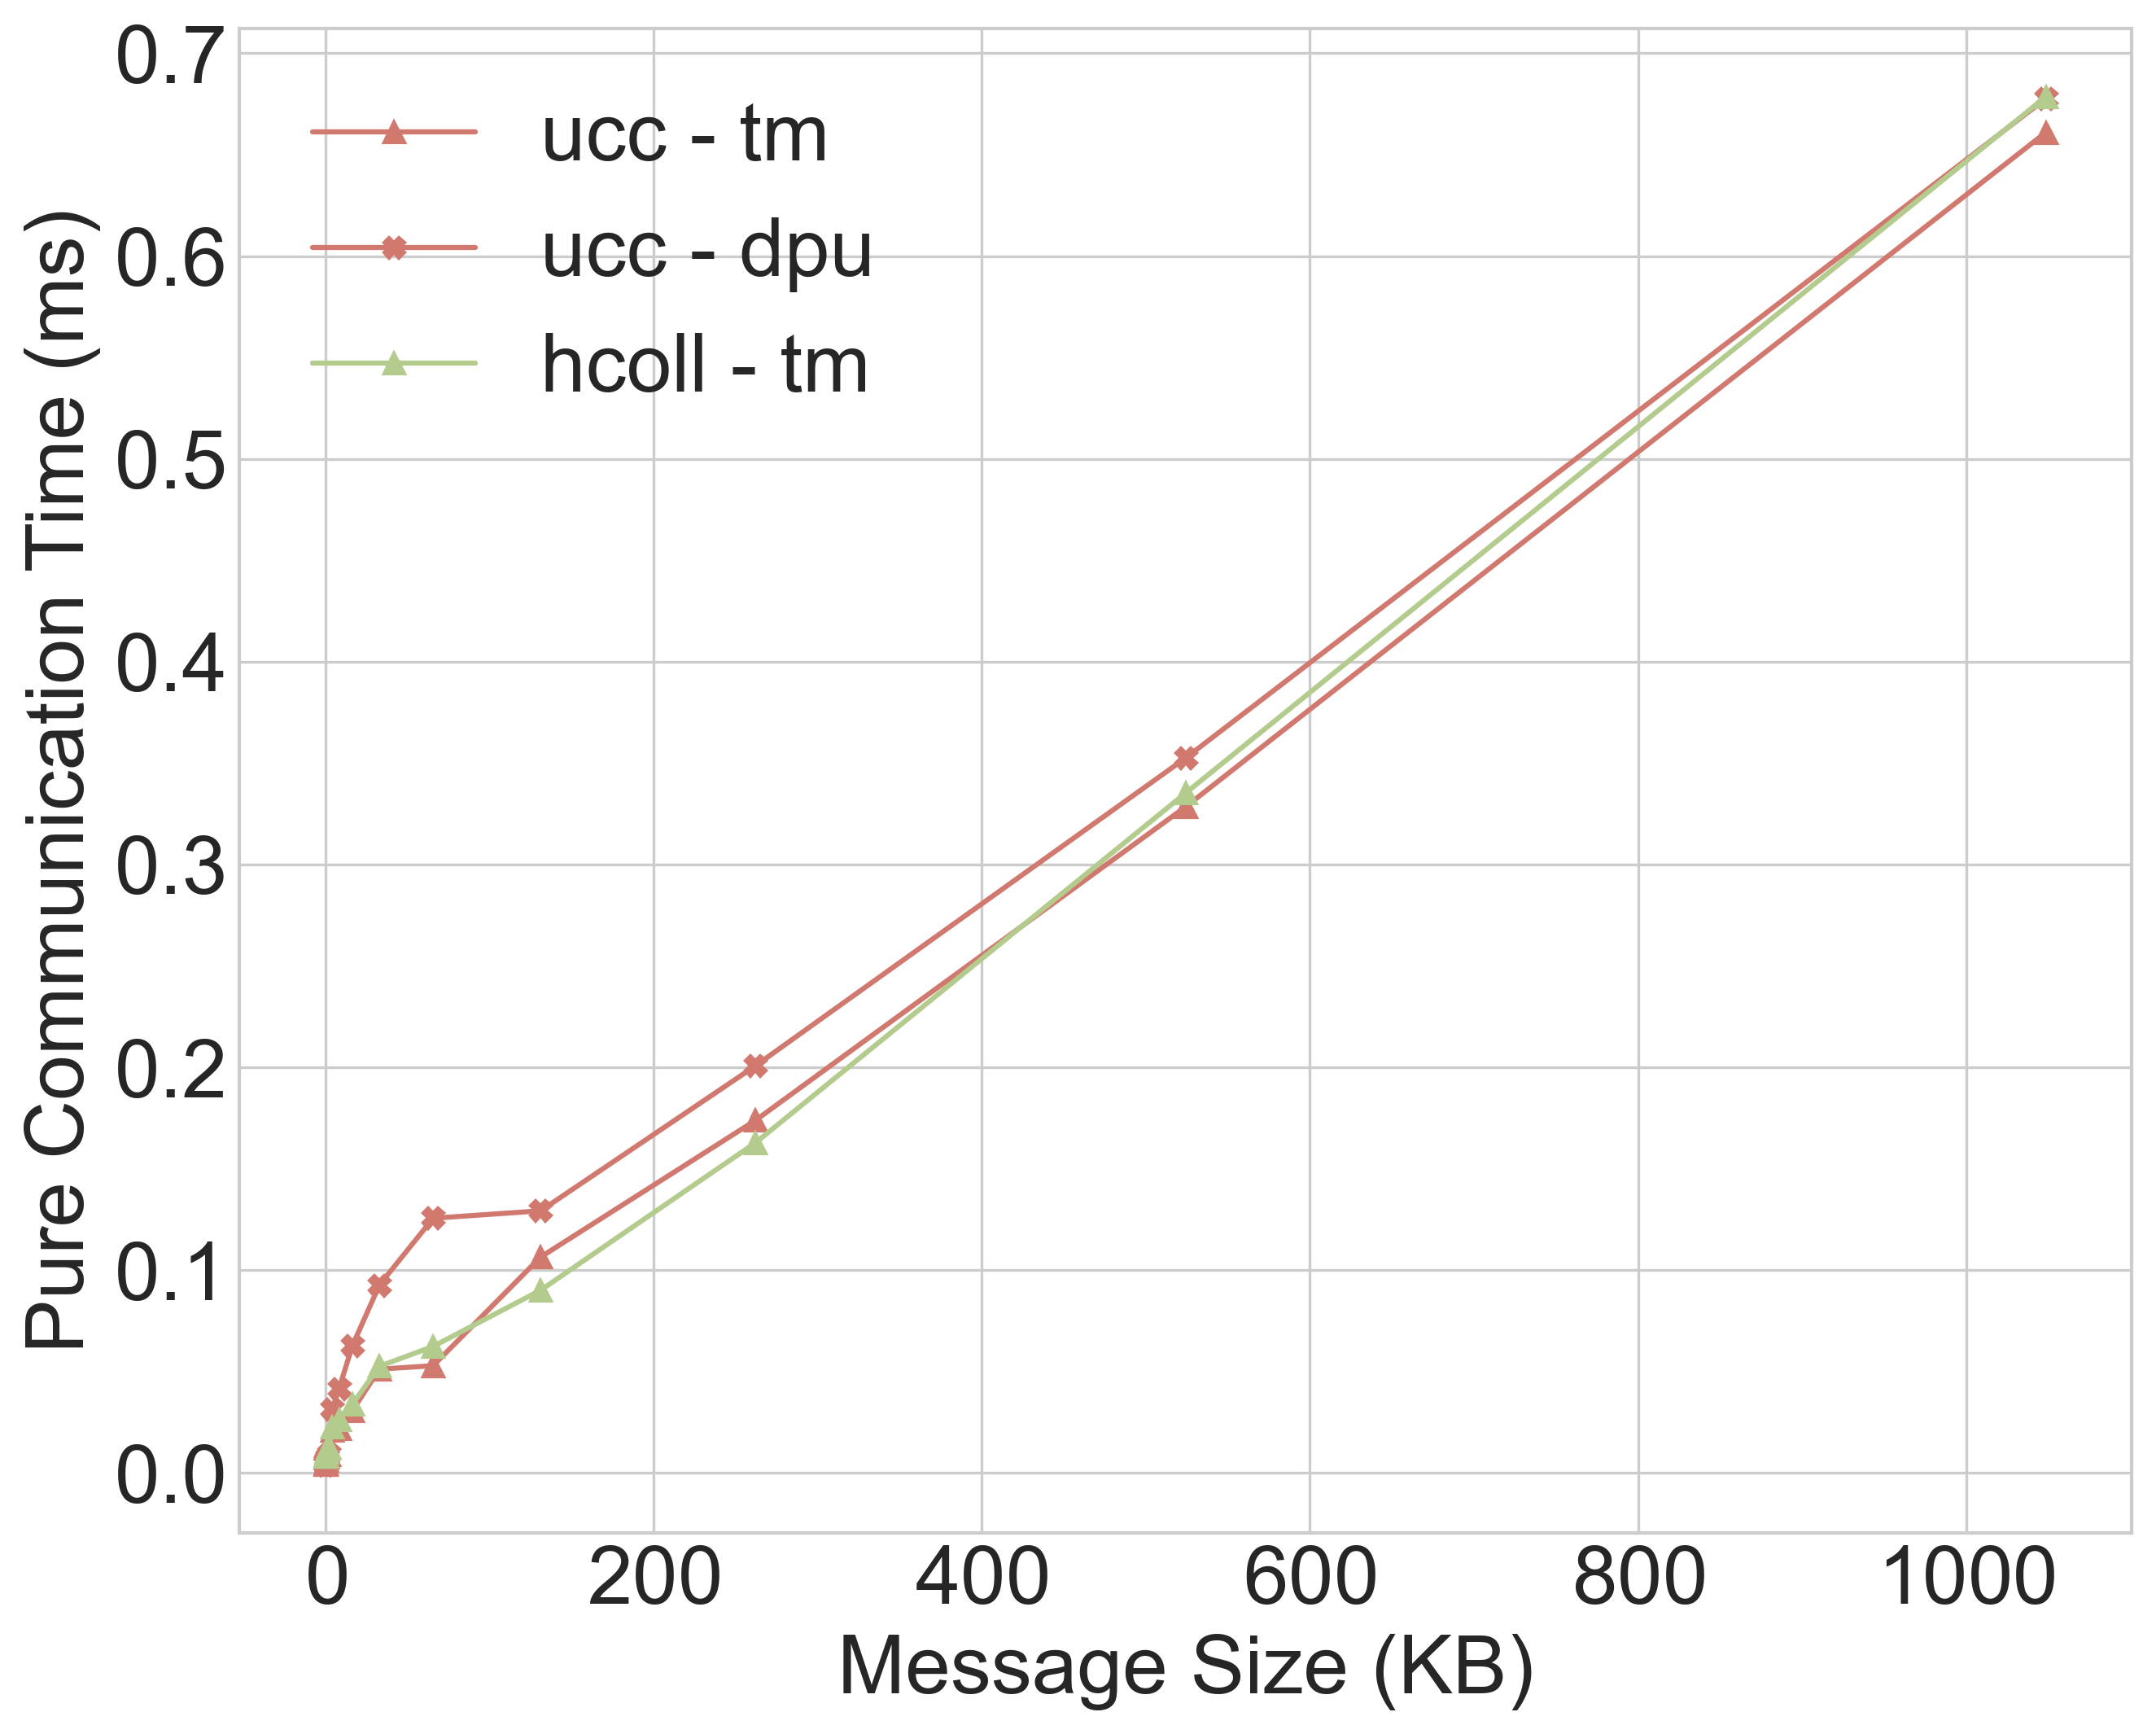 0.7
0.6
0.5
0.4
0.3
0.2
0.1
0.0
Pure Communication Time (ms)
ucc - tm
ucc - dpu
hcoll - tm
0 200 400 600 800 1000
Message Size (KB)